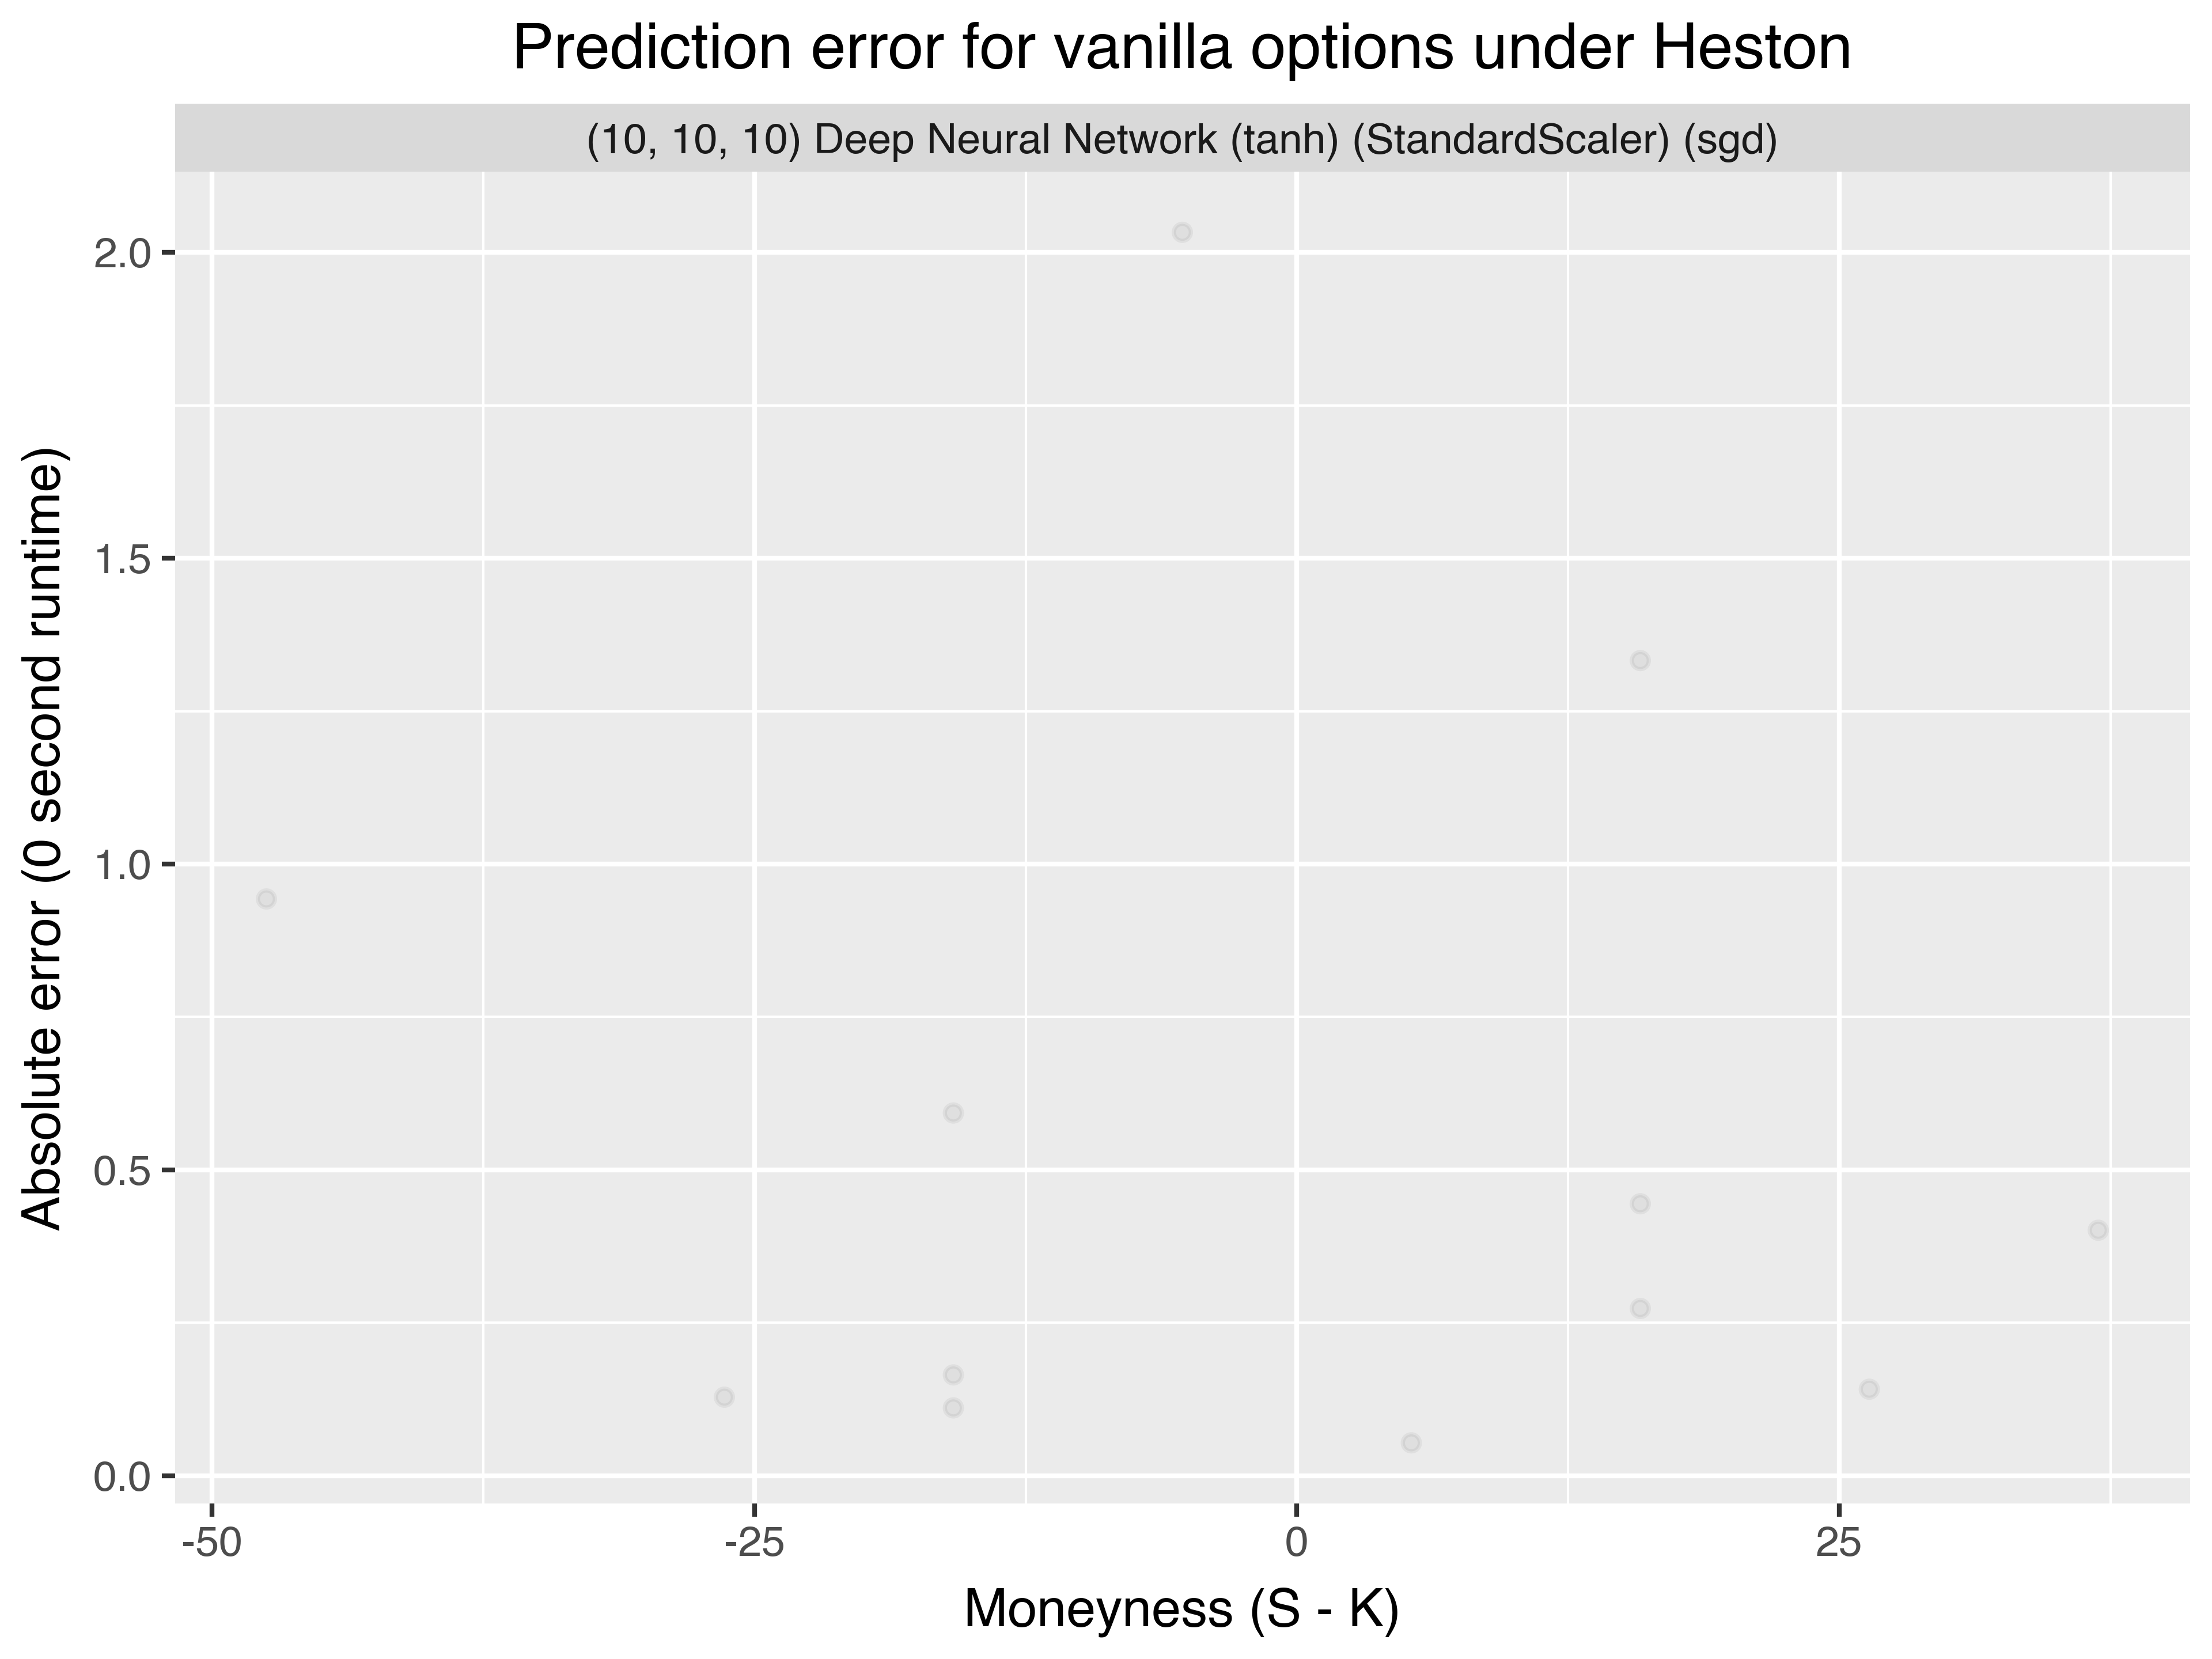 Prediction error for vanilla options under Heston
(10, 10, 10) Deep Neural Network (tanh) (StandardScaler) (sgd)
Absolute error (0 second runtime)
2.0
1.5
1.0
0.5
0.0
-50 -25 0 25
Moneyness (S - K)